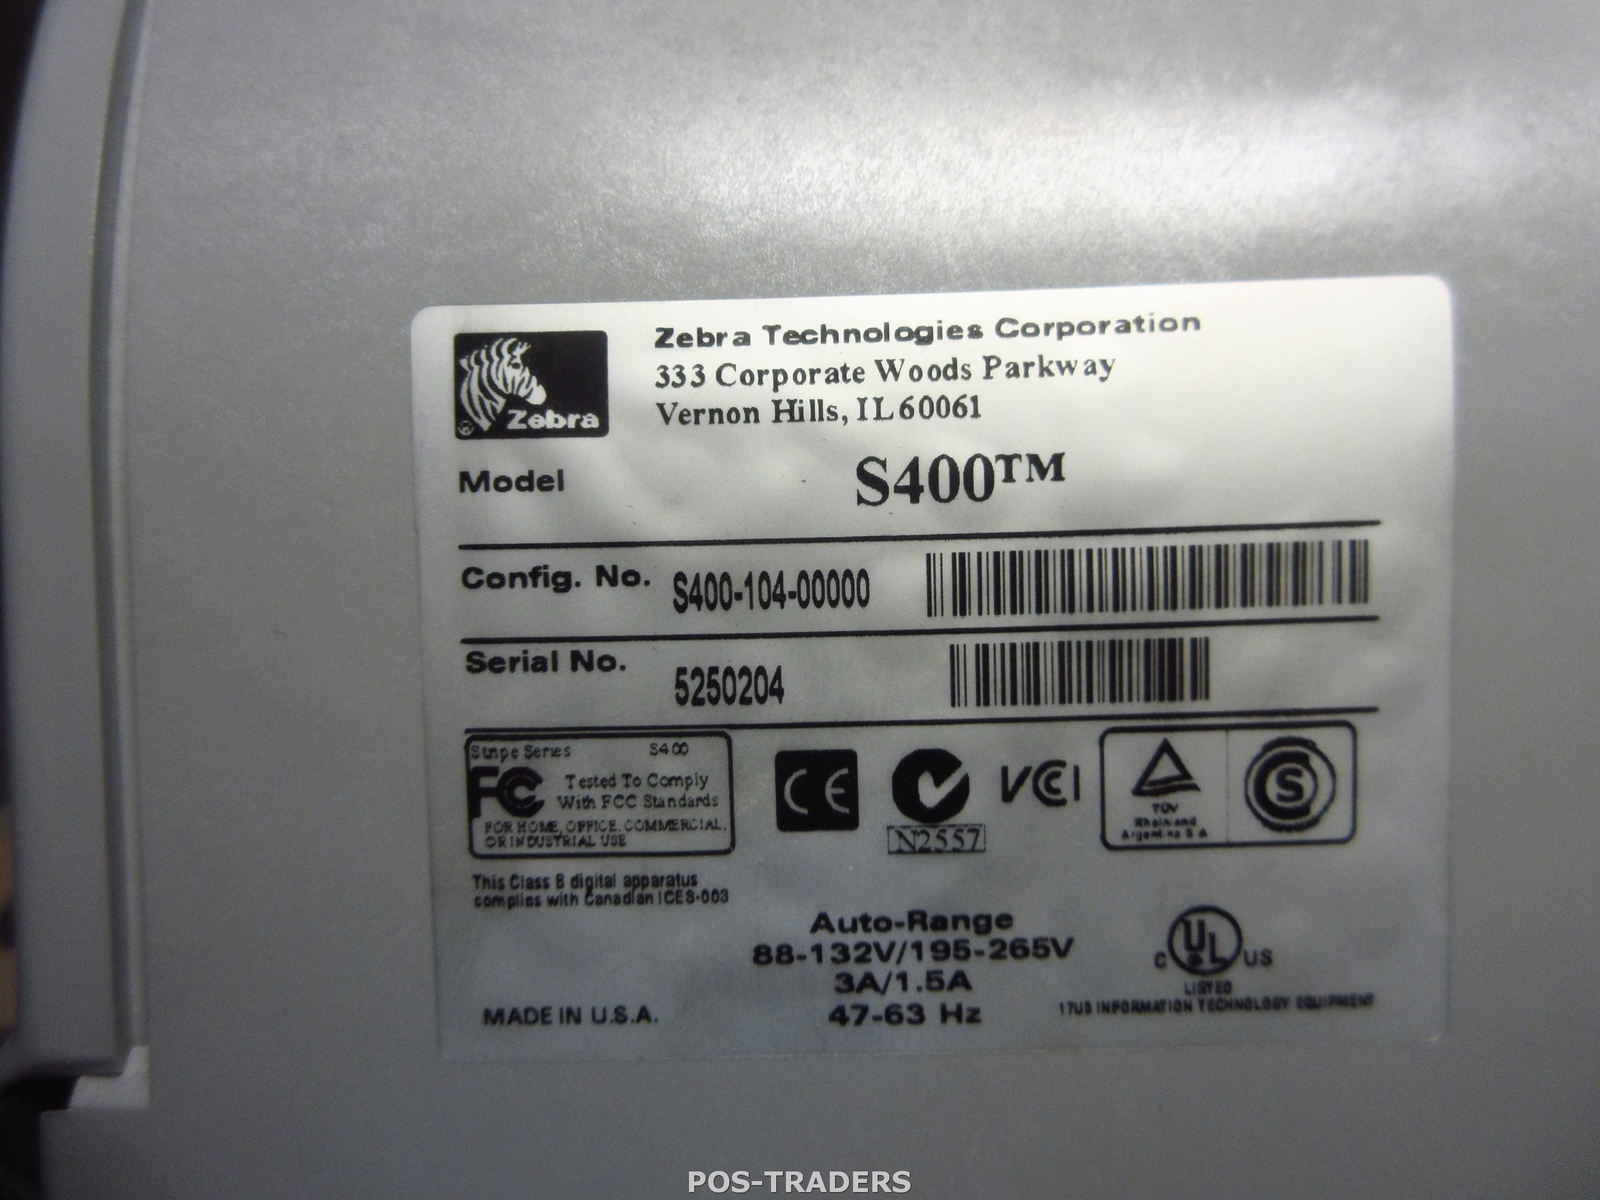 Zebra Technologies Corporation
333 Corporate Woods Parkway
Vernon Hills, IL 60061
Zebra
Model S400™
Config. No. S400-104-00000
Serial No. 5250204
Stripe Series S400
FC Tested To Comply
With FCC Standards
FOR HOME, OFFICE, COMMERCIAL,
OR INDUSTRIAL USE
CE
N2557
VCCI
TÜV
Rheinland
Argentina S A
S
This Class B digital apparatus
complies with Canadian ICES-003
Auto-Range
88-132V/195-265V
3A/1.5A
47-63 Hz
C UL US
LISTED
INFORMATION TECHNOLOGY EQUIPMENT
MADE IN U.S.A.
POS-TRADERS